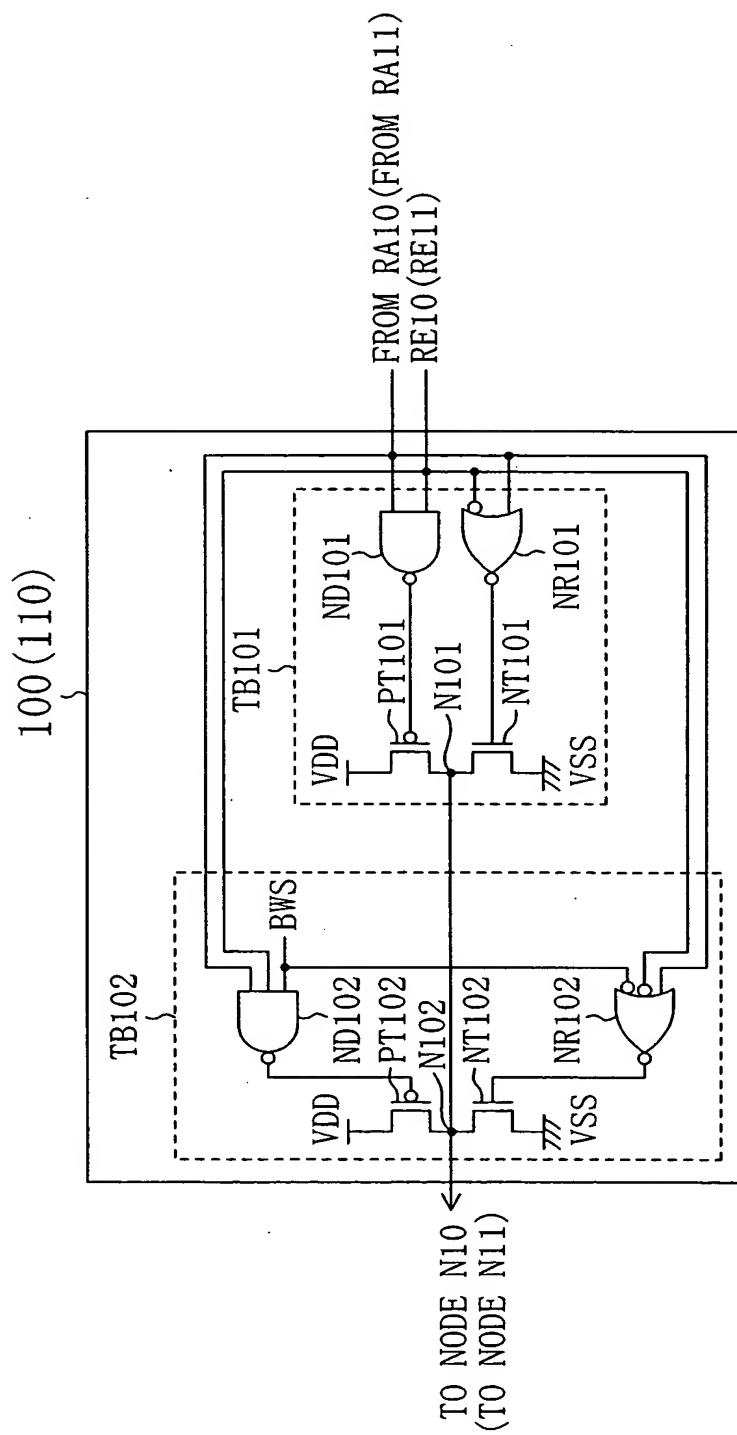 100(110)
TB102
BWS
ND102
VDD
PT102
N102
NT102
VSS
NR102
TB101
ND101
VDD
PT101
N101
NT101
VSS
NR101
FROM RA10(FROM RA11)
RE10(RE11)
TO NODE N10
(TO NODE N11)